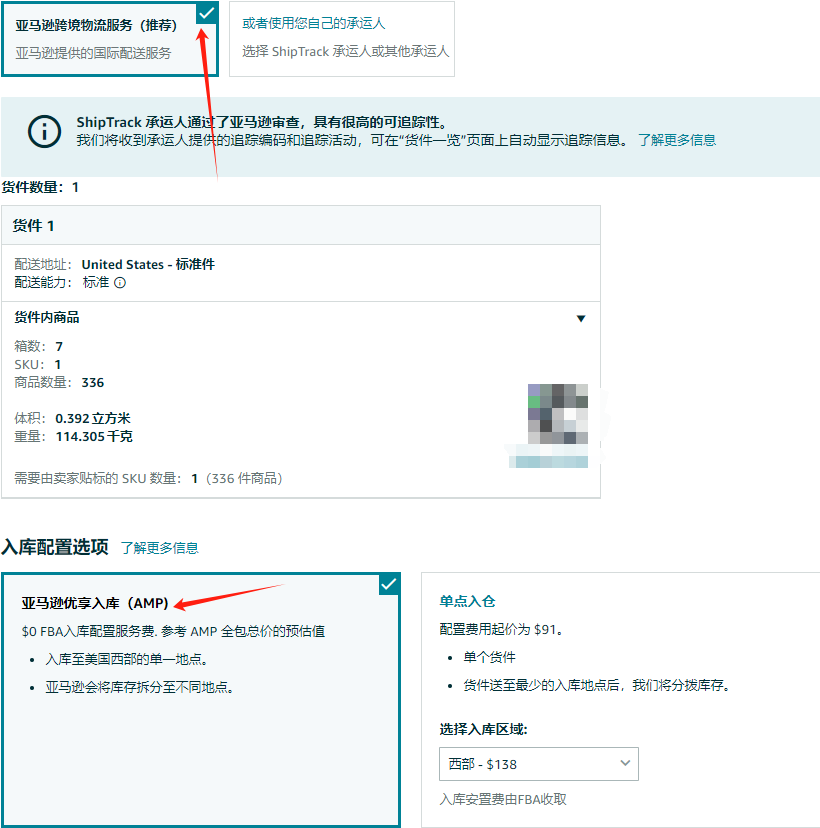 亚马逊跨境物流服务（推荐）
亚马逊提供的国际配送服务
或者使用您自己的承运人
选择 ShipTrack 承运人或其他承运人
ShipTrack 承运人通过了亚马逊审查，具有很高的可追踪性。
我们将收到承运人提供的追踪编码和追踪活动，可在“货件一览”页面上自动显示追踪信息。 了解更多信息
货件数量：1
货件 1
配送地址： United States - 标准件
配送能力： 标准
货件内商品
箱数： 7
SKU： 1
商品数量： 336
体积： 0.392 立方米
重量： 114.305 千克
需要由卖家贴标的 SKU 数量： 1（336 件商品）
入库配置选项 了解更多信息
亚马逊优享入库（AMP）
$0 FBA入库配置服务费. 参考 AMP 全包总价的预估值
• 入库至美国西部的单一地点。
• 亚马逊会将库存拆分至不同地点。
单点入仓
配置费用起价为 $91。
• 单个货件
• 货件送至最少的入库地点后，我们将分拨库存。
选择入库区域:
西部 - $138
入库安置费由FBA收取